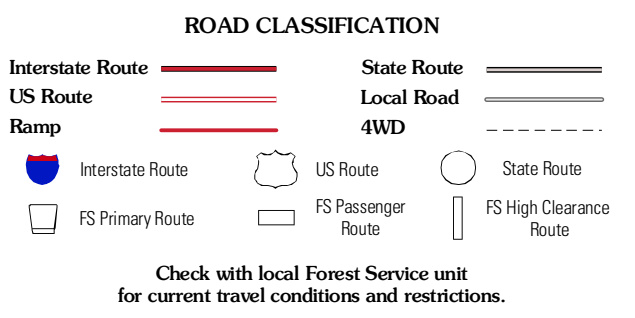 ROAD CLASSIFICATION
Interstate Route
State Route
US Route
Local Road
Ramp
4WD
Interstate Route
US Route
State Route
FS Primary Route
FS Passenger
Route
FS High Clearance
Route
Check with local Forest Service unit
for current travel conditions and restrictions.